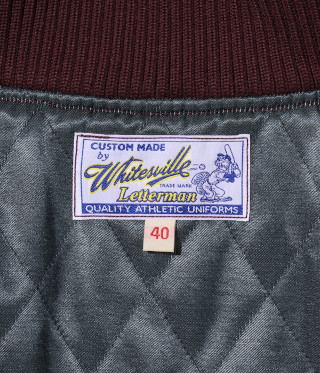 CUSTOM MADE
by
Whitesville
TRADE MARK
Letterman
QUALITY ATHLETIC UNIFORMS
40